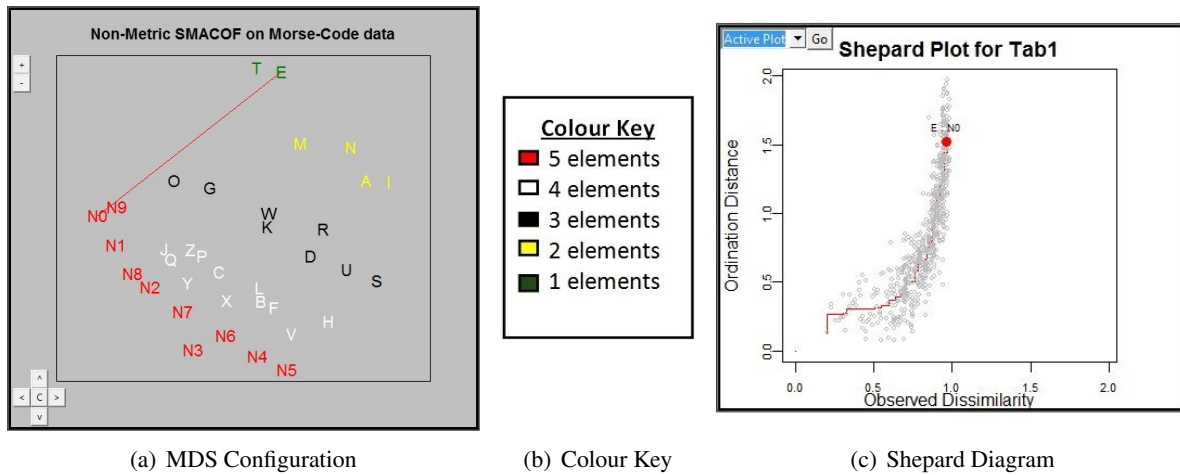 Non-Metric SMACOF on Morse-Code data
+
-
T E
M N
O G A I
N0 N9
W
K R
N1 J Z P
Q D
N8 C U S
N2 Y
L
X B F
N7
H
N6 V
N3 N4
N5
^
< C >
v
(a) MDS Configuration
Colour Key
5 elements
4 elements
3 elements
2 elements
1 elements
(b) Colour Key
Active Plot Go
Shepard Plot for Tab1
Ordination Distance
2.0
1.5
1.0
0.5
0.0
E N0
0.0 0.5 1.0 1.5 2.0
Observed Dissimilarity
(c) Shepard Diagram